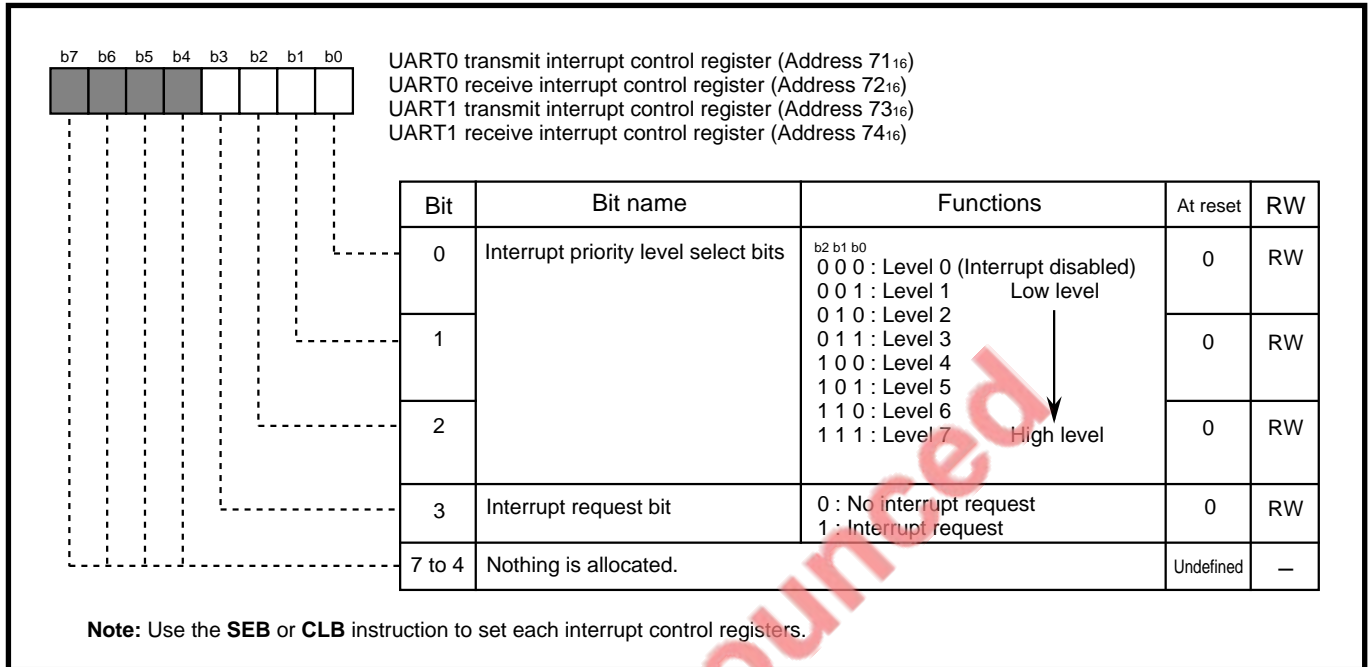 b7 b6 b5 b4 b3 b2 b1 b0
UART0 transmit interrupt control register (Address 71₁₆)
UART0 receive interrupt control register (Address 72₁₆)
UART1 transmit interrupt control register (Address 73₁₆)
UART1 receive interrupt control register (Address 74₁₆)
Bit Bit name Functions At reset RW
0 Interrupt priority level select bits b2 b1 b0 0 RW
0 0 0 : Level 0 (Interrupt disabled)
0 0 1 : Level 1 Low level
0 1 0 : Level 2
1 0 1 1 : Level 3 0 RW
1 0 0 : Level 4
1 0 1 : Level 5
1 1 0 : Level 6
2 1 1 1 : Level 7 High level 0 RW
3 Interrupt request bit 0 : No interrupt request 0 RW
1 : Interrupt request
7 to 4 Nothing is allocated. Undefined –
Note: Use the SEB or CLB instruction to set each interrupt control registers.